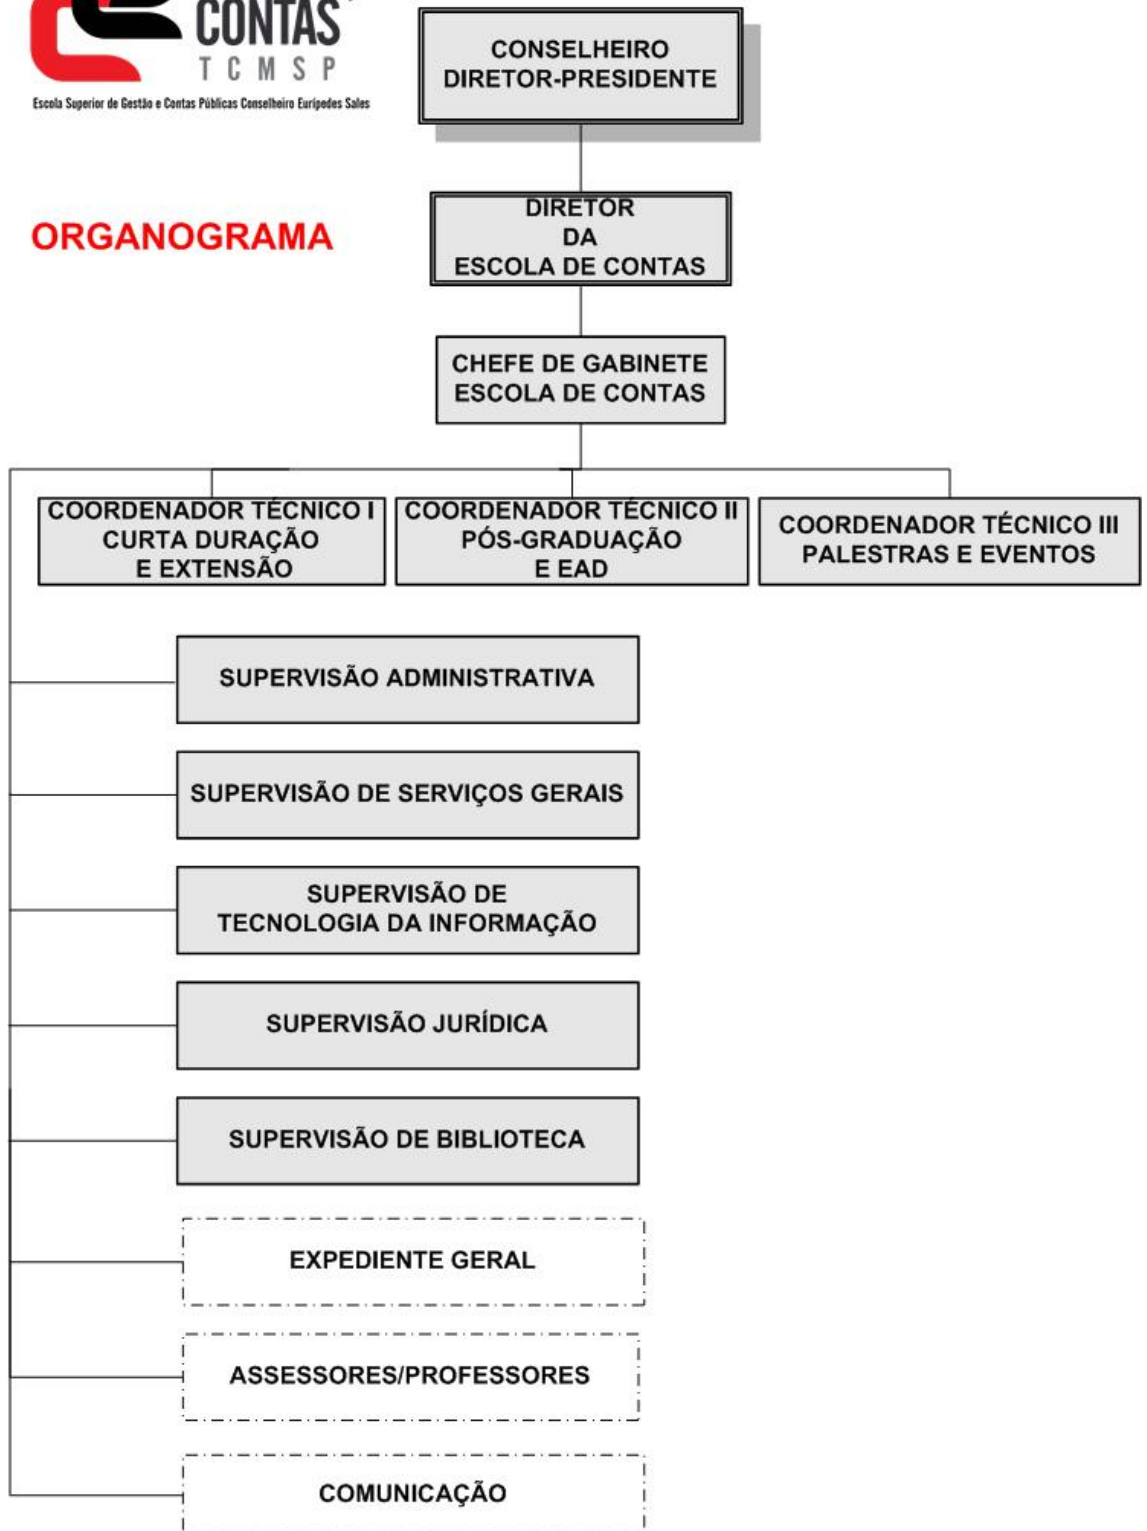 CONTAS
TCMSP
Escola Superior de Gestão e Contas Públicas Conselheiro Eurípedes Sales
CONSELHEIRO
DIRETOR-PRESIDENTE
ORGANOGRAMA
DIRETOR
DA
ESCOLA DE CONTAS
CHEFE DE GABINETE
ESCOLA DE CONTAS
COORDENADOR TÉCNICO I
CURTA DURAÇÃO
E EXTENSÃO
COORDENADOR TÉCNICO II
PÓS-GRADUAÇÃO
E EAD
COORDENADOR TÉCNICO III
PALESTRAS E EVENTOS
SUPERVISÃO ADMINISTRATIVA
SUPERVISÃO DE SERVIÇOS GERAIS
SUPERVISÃO DE
TECNOLOGIA DA INFORMAÇÃO
SUPERVISÃO JURÍDICA
SUPERVISÃO DE BIBLIOTECA
EXPEDIENTE GERAL
ASSESSORES/PROFESSORES
COMUNICAÇÃO